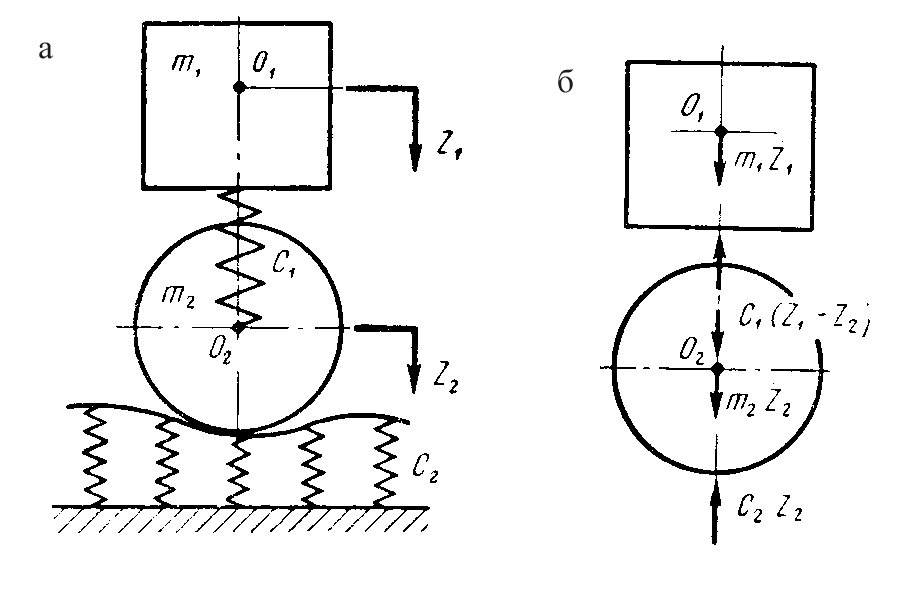 а
m₁ O₁
Z₁
C₁
m₂
O₂
Z₂
C₂
б
O₁
m₁ Z₁
C₁(Z₁ - Z₂)
O₂
m₂ Z₂
C₂ Z₂